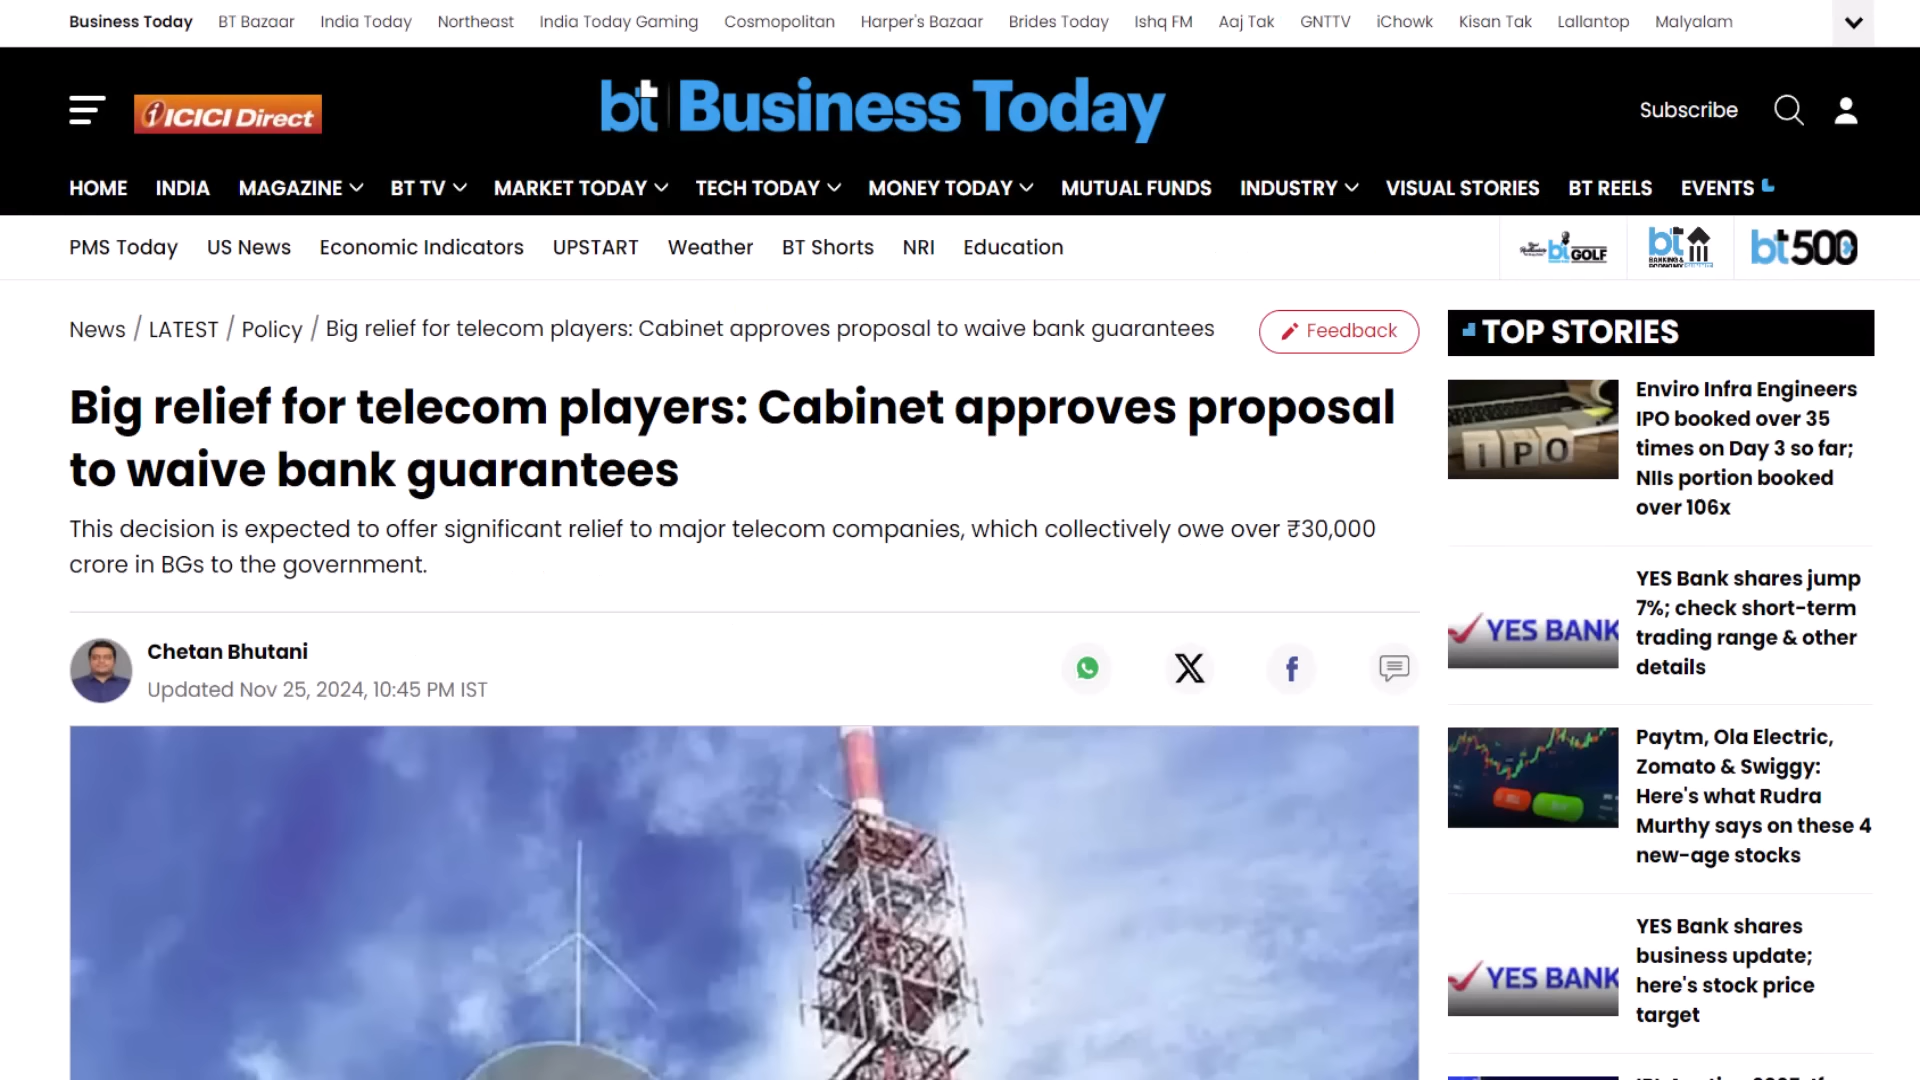 Business Today BT Bazaar India Today Northeast India Today Gaming Cosmopolitan Harper's Bazaar Brides Today Ishq FM Aaj Tak GNTTV iChowk Kisan Tak Lallantop Malyalam
ICICI Direct
bt Business Today
Subscribe
HOME INDIA MAGAZINE BT TV MARKET TODAY TECH TODAY MONEY TODAY MUTUAL FUNDS INDUSTRY VISUAL STORIES BT REELS EVENTS
PMS Today US News Economic Indicators UPSTART Weather BT Shorts NRI Education
bt GOLF
bt BANKING & ECONOMY SUMMIT
bt500
News / LATEST / Policy / Big relief for telecom players: Cabinet approves proposal to waive bank guarantees
Feedback
Big relief for telecom players: Cabinet approves proposal
to waive bank guarantees
This decision is expected to offer significant relief to major telecom companies, which collectively owe over ₹30,000
crore in BGs to the government.
Chetan Bhutani
Updated Nov 25, 2024, 10:45 PM IST
TOP STORIES
IPO
Enviro Infra Engineers
IPO booked over 35
times on Day 3 so far;
NIIs portion booked
over 106x
YES BANK
YES Bank shares jump
7%; check short-term
trading range & other
details
Paytm, Ola Electric,
Zomato & Swiggy:
Here's what Rudra
Murthy says on these 4
new-age stocks
YES BANK
YES Bank shares
business update;
here's stock price
target